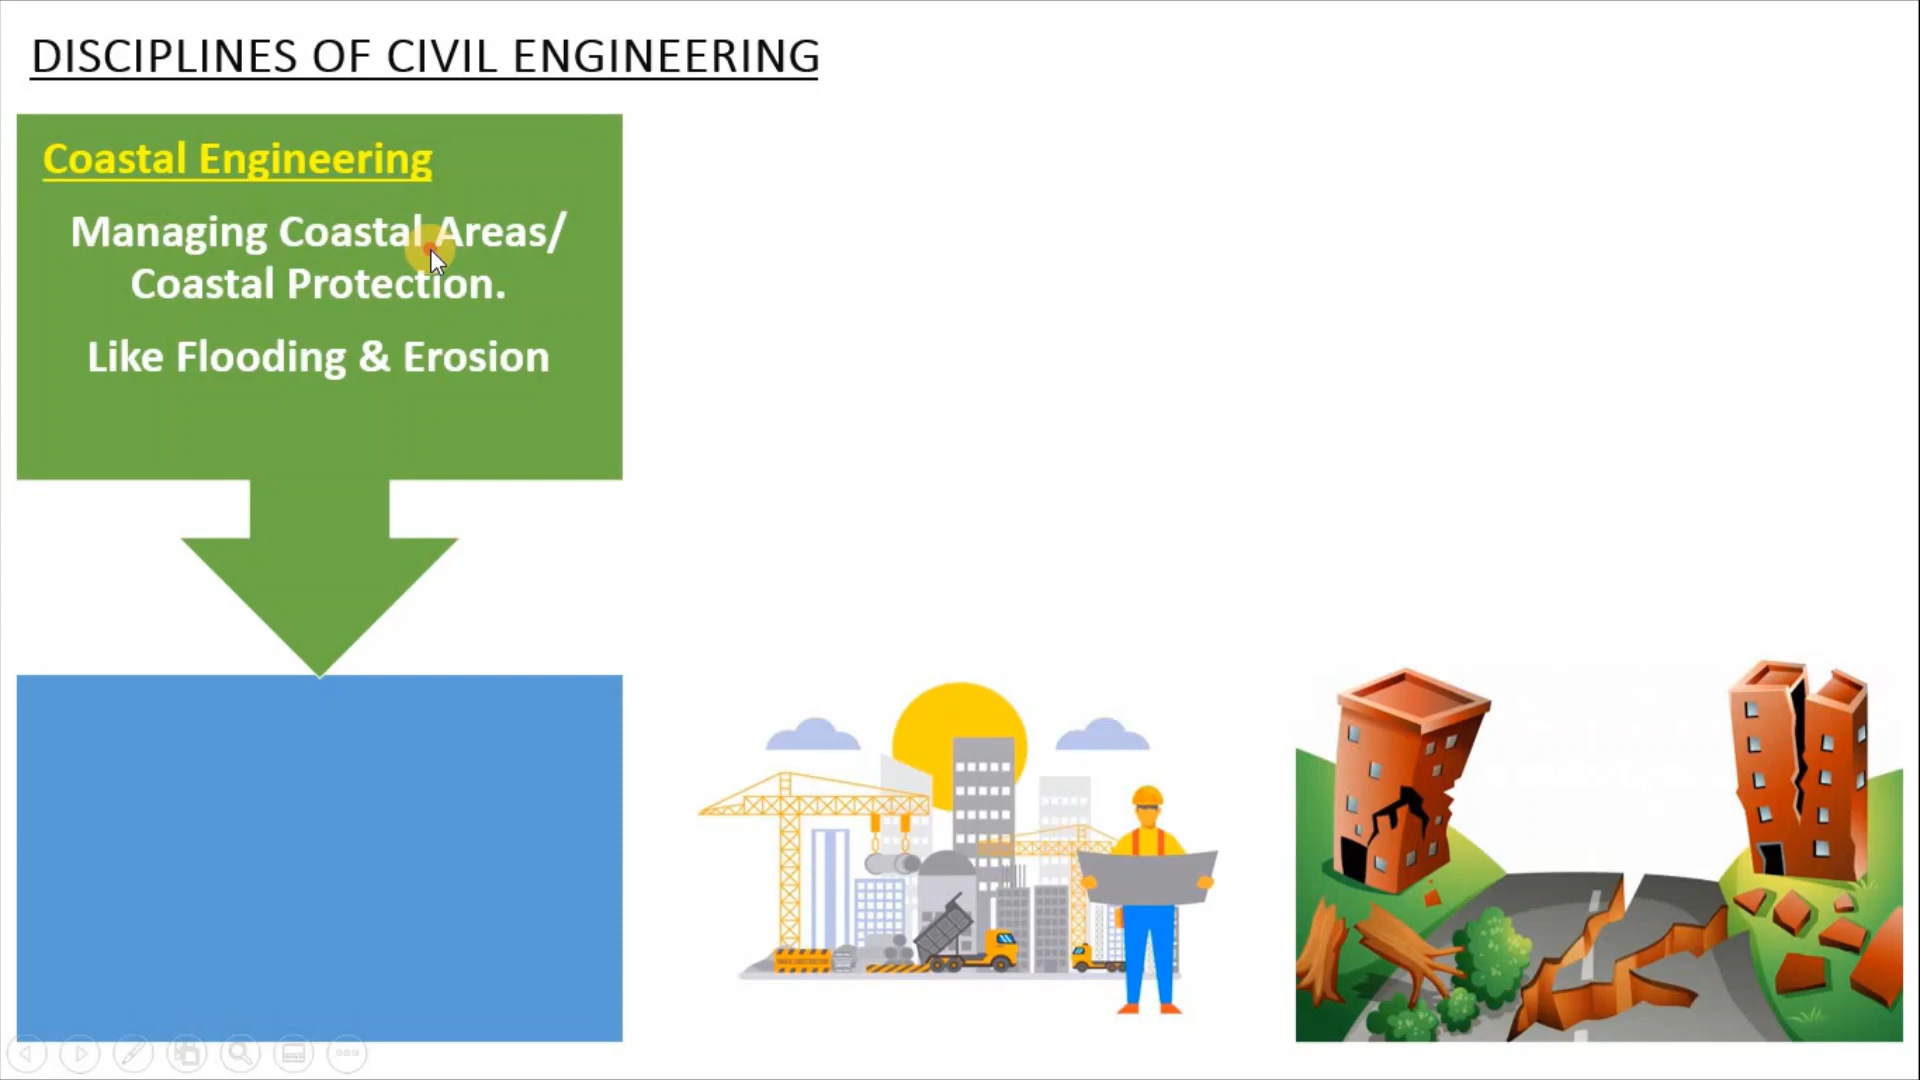 DISCIPLINES OF CIVIL ENGINEERING
Coastal Engineering
Managing Coastal Areas/
Coastal Protection.
Like Flooding & Erosion